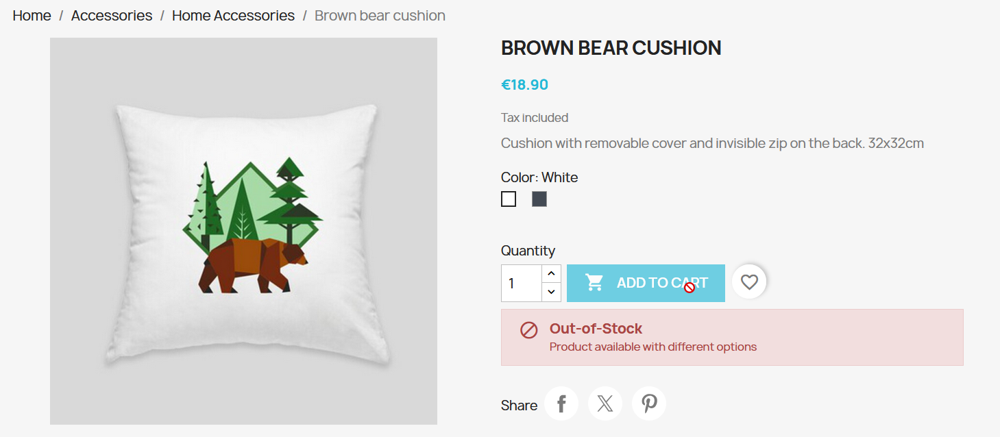 Home / Accessories / Home Accessories / Brown bear cushion
BROWN BEAR CUSHION
€18.90
Tax included
Cushion with removable cover and invisible zip on the back. 32x32cm
Color: White
Quantity
1
ADD TO CART
Out-of-Stock
Product available with different options
Share